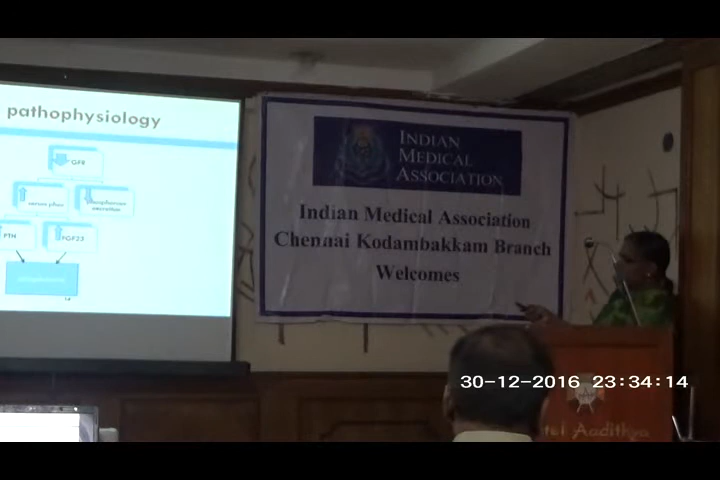 pathophysiology
GFR
serum phos
phosphorous
excretion
PTH
FGF23
INDIAN
MEDICAL
ASSOCIATION
Indian Medical Association
Chennai Kodambakkam Branch
Welcomes
30-12-2016 23:34:14
tel Aadithya